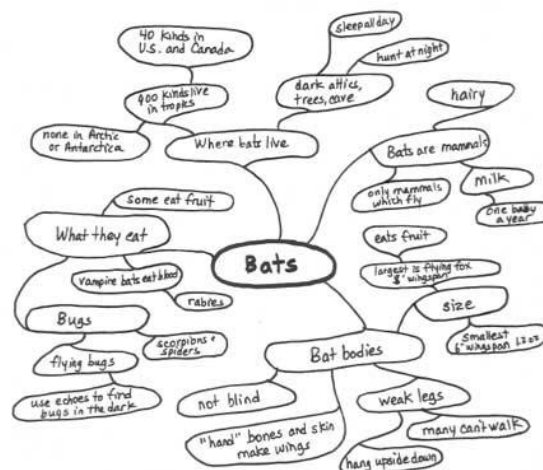 40 kinds in
U.S. and Canada
900 kinds live
in tropics
none in Arctic
or Antarctica
Where bats live
sleep all day
hunt at night
dark attics,
trees, cave
hairy
Bats are mammals
only mammals
which fly
milk
one baby
a year
some eat fruit
What they eat
vampire bats eat blood
rabies
Bugs
scorpions +
spiders
flying bugs
use echoes to find
bugs in the dark
Bats
eats fruit
largest is flying fox
wingspan
size
smallest
6" wingspan
Bat bodies
not blind
"hand" bones and skin
make wings
weak legs
many can't walk
hang upside down